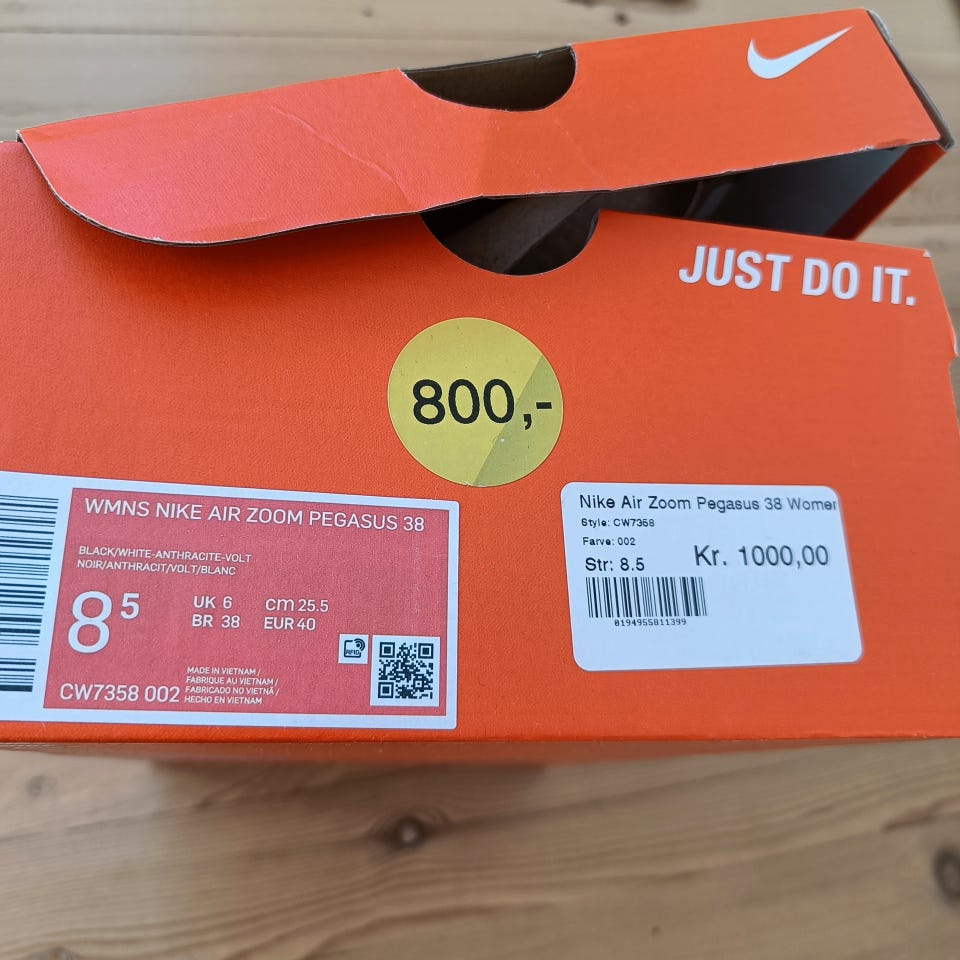 JUST DO IT.
800,-
WMNS NIKE AIR ZOOM PEGASUS 38
BLACK/WHITE-ANTHRACITE-VOLT
NOIR/ANTHRACIT/VOLT/BLANC
8 5
UK 6 cm 25.5
BR 38 EUR 40
RFID
MADE IN VIETNAM /
FABRIQUE AU VIETNAM /
FABRICADO NO VIETNÃ /
HECHO EN VIETNAM
CW7358 002
Nike Air Zoom Pegasus 38 Women
Style: CW7358
Farve: 002
Str: 8.5 Kr. 1000,00
0194955811399